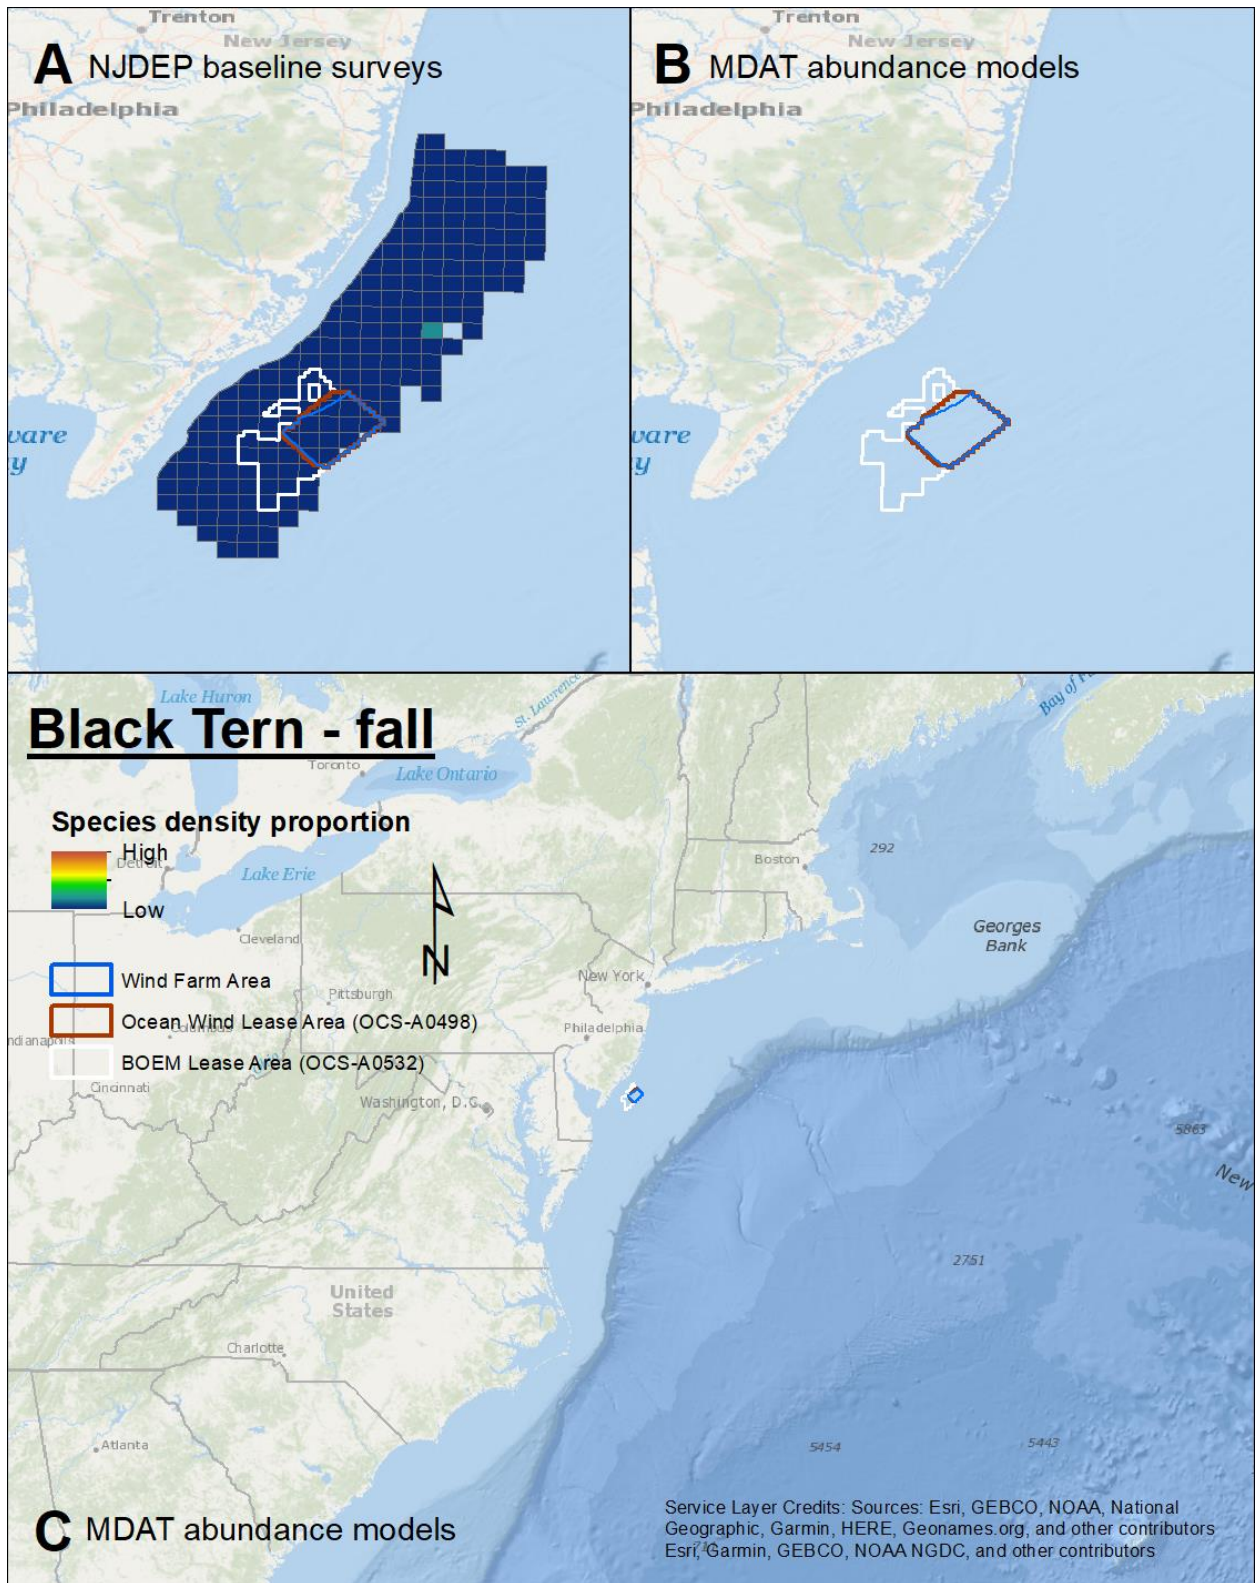 Trenton
New Jersey
A NJDEP baseline surveys
Philadelphia
ware
y
Trenton
New Jersey
B MDAT abundance models
Philadelphia
ware
y
Lake Huron
St. Lawrence
Bay of Fu
Black Tern - fall
Toronto
Lake Ontario
Species density proportion
High
Detroit
Low
Lake Erie
Boston
292
Georges
Bank
Cleveland
N
New York
Wind Farm Area
Pittsburgh
Ocean Wind Lease Area (OCS-A0498)
Columbus
Philadelphia
ndianapolis
BOEM Lease Area (OCS-A0532)
Cincinnati
Washington, D.C.
5863
New
2751
United
States
Charlotte
Atlanta
5454
5443
C MDAT abundance models
Service Layer Credits: Sources: Esri, GEBCO, NOAA, National
Geographic, Garmin, HERE, Geonames.org, and other contributors
Esri, Garmin, GEBCO, NOAA NGDC, and other contributors